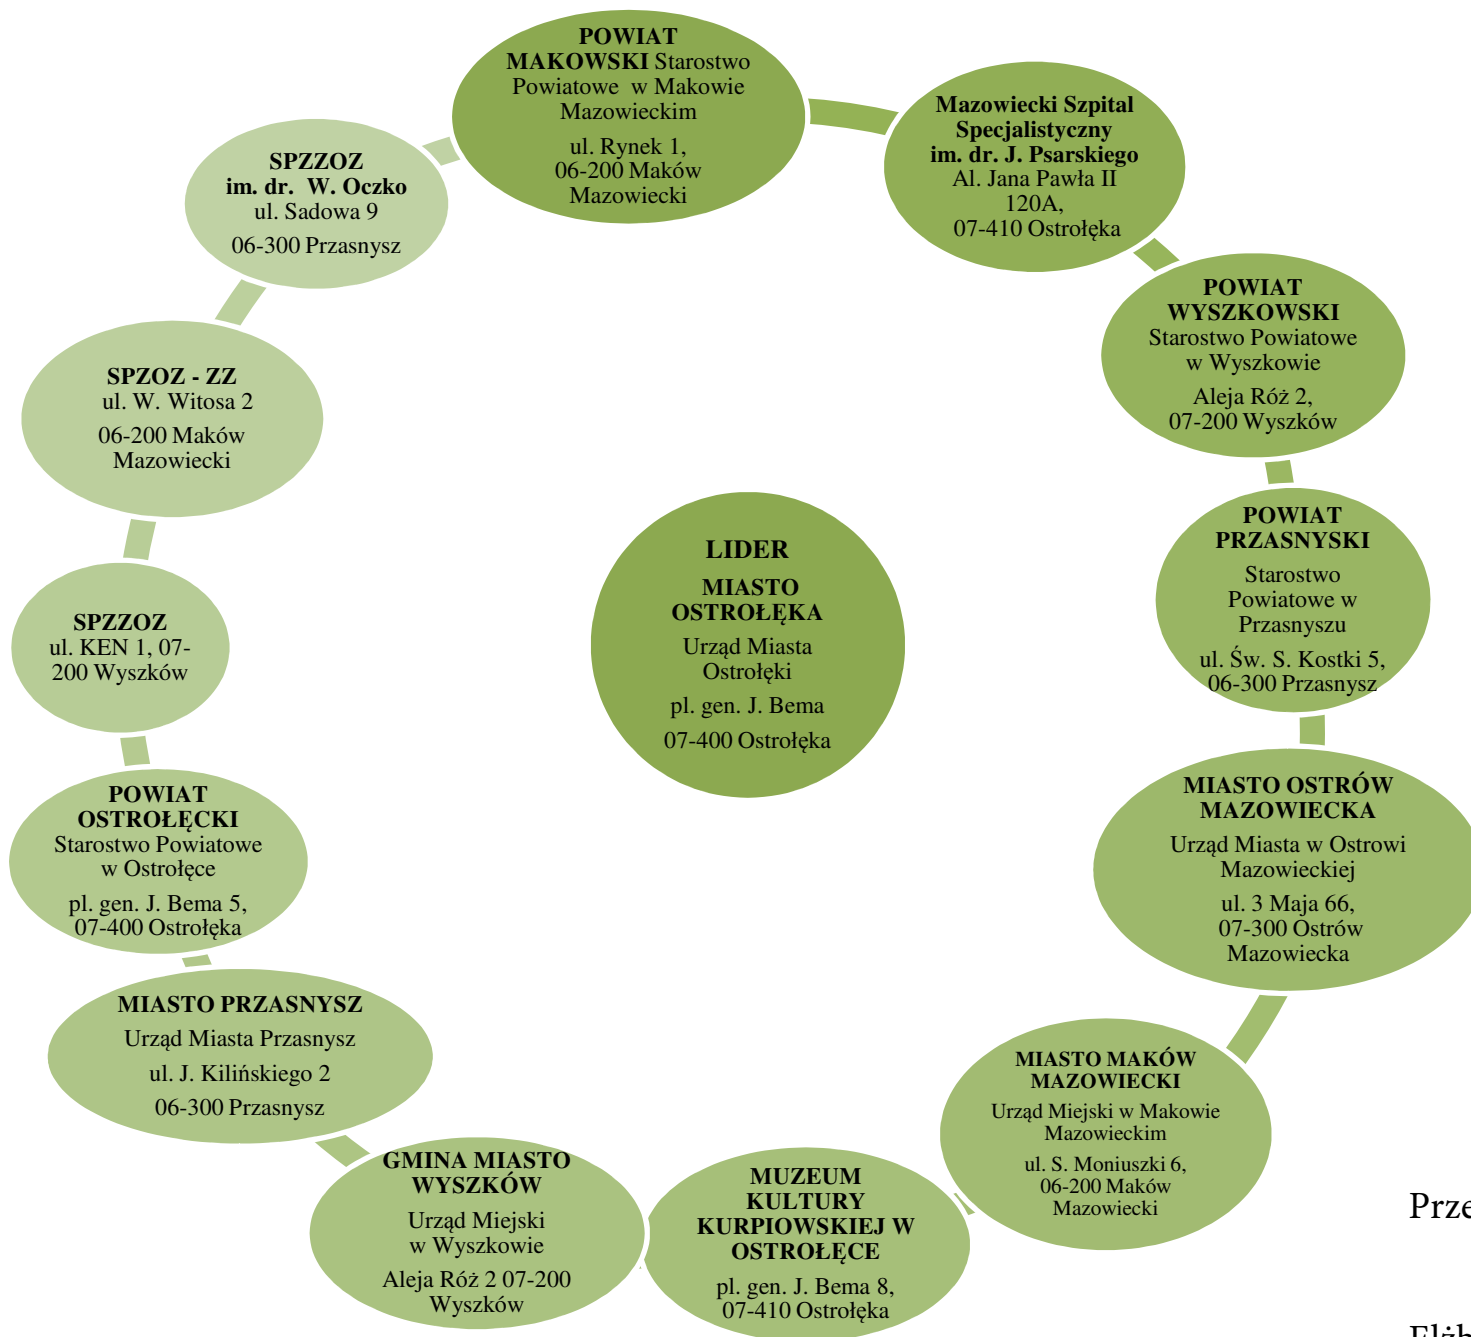 POWIAT
MAKOWSKI Starostwo
Powiatowe w Makowie
Mazowieckim
ul. Rynek 1,
06-200 Maków
Mazowiecki
Mazowiecki Szpital
Specjalistyczny
im. dr. J. Psarskiego
Al. Jana Pawła II
120A,
07-410 Ostrołęka
POWIAT
WYSZKOWSKI
Starostwo Powiatowe
w Wyszkowie
Aleja Róż 2,
07-200 Wyszków
POWIAT
PRZASNYSKI
Starostwo
Powiatowe w
Przasnyszu
ul. Św. S. Kostki 5,
06-300 Przasnysz
MIASTO OSTRÓW
MAZOWIECKA
Urząd Miasta w Ostrowi
Mazowieckiej
ul. 3 Maja 66,
07-300 Ostrów
Mazowiecka
MIASTO MAKÓW
MAZOWIECKI
Urząd Miejski w Makowie
Mazowieckim
ul. S. Moniuszki 6,
06-200 Maków
Mazowiecki
MUZEUM
KULTURY
KURPIOWSKIEJ W
OSTROŁĘCE
pl. gen. J. Bema 8,
07-410 Ostrołęka
GMINA MIASTO
WYSZKÓW
Urząd Miejski
w Wyszkowie
Aleja Róż 2 07-200
Wyszków
MIASTO PRZASNYSZ
Urząd Miasta Przasnysz
ul. J. Kilińskiego 2
06-300 Przasnysz
POWIAT
OSTROŁĘCKI
Starostwo Powiatowe
w Ostrołęce
pl. gen. J. Bema 5,
07-400 Ostrołęka
SPZZOZ
ul. KEN 1, 07-
200 Wyszków
SPZOZ - ZZ
ul. W. Witosa 2
06-200 Maków
Mazowiecki
SPZZOZ
im. dr. W. Oczko
ul. Sadowa 9
06-300 Przasnysz
LIDER
MIASTO
OSTROŁĘKA
Urząd Miasta
Ostrołęki
pl. gen. J. Bema
07-400 Ostrołęka